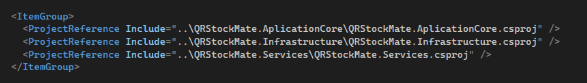 <ItemGroup>
<ProjectReference Include="..\QRStockMate.AplicationCore\QRStockMate.AplicationCore.csproj" />
<ProjectReference Include="..\QRStockMate.Infrastructure\QRStockMate.Infrastructure.csproj" />
<ProjectReference Include="..\QRStockMate.Services\QRStockMate.Services.csproj" />
</ItemGroup>